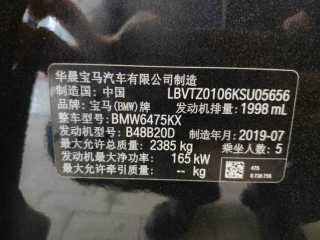 华晨宝马汽车有限公司制造
制造国：中国 LBVTZ0106KSU05656
品牌：宝马(BMW)牌 发动机排量：1998 mL
整车型号：BMW6475KX
发动机型号：B48B20D 制造年月：2019-07
最大允许总质量：2385 kg 乘坐人数：5
发动机最大净功率：165 kW
最大允许牵引质量：-- kg
475
8 738 756